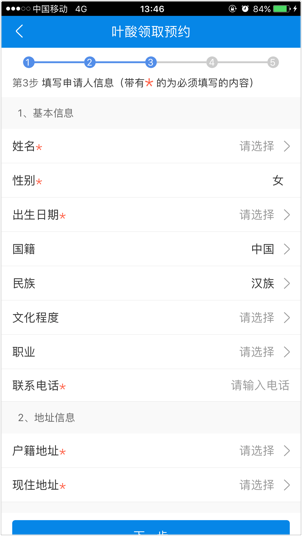 中国移动 4G 13:46 84%
叶酸领取预约
1 2 3 4 5
第3步 填写申请人信息（带有* 的为必须填写的内容）
1、基本信息
姓名* 请选择
性别* 女
出生日期* 请选择
国籍 中国
民族 汉族
文化程度 请选择
职业 请选择
联系电话* 请输入电话
2、地址信息
户籍地址* 请选择
现住地址* 请选择
下一步